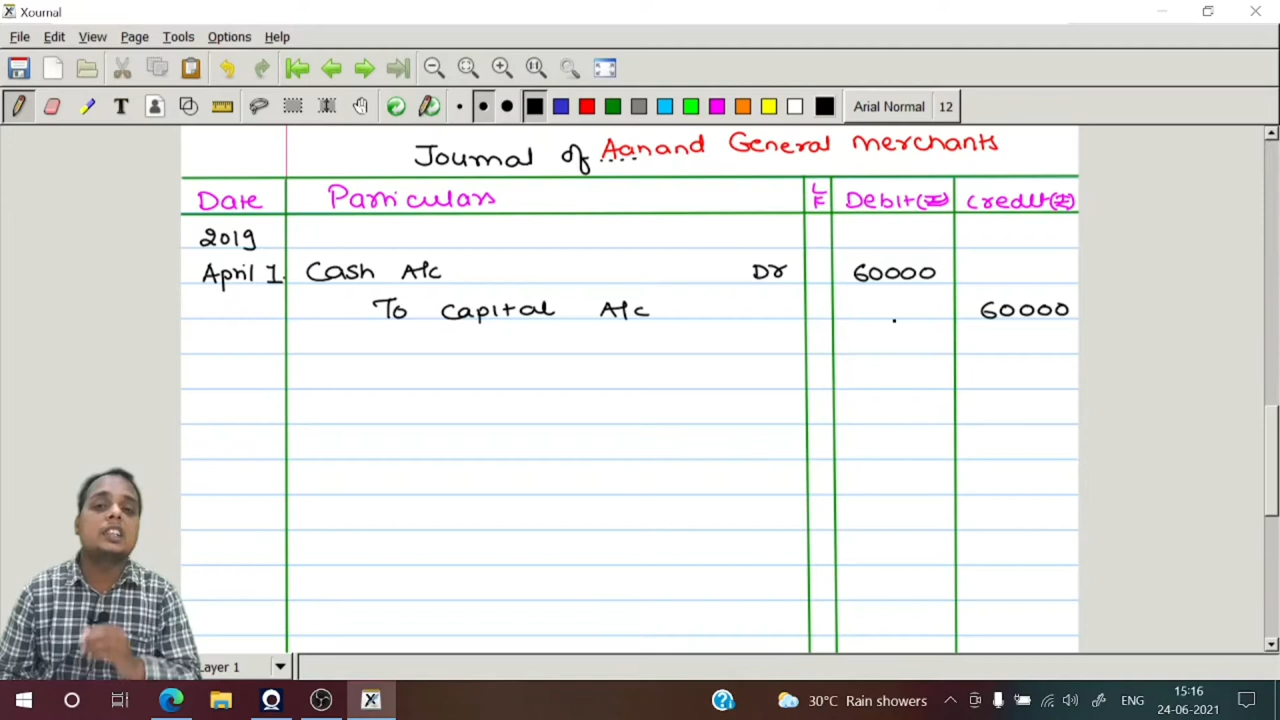 Xournal
File Edit View Page Tools Options Help
T Arial Normal 12
Journal of .... Aanand General merchants
Date Parriculars LF Debit(₹) credit(₹)
2019
April 1. Cash A/c Dr 60000
To capital A/c 60000
Layer 1
30°C Rain showers ENG 15:16
24-06-2021